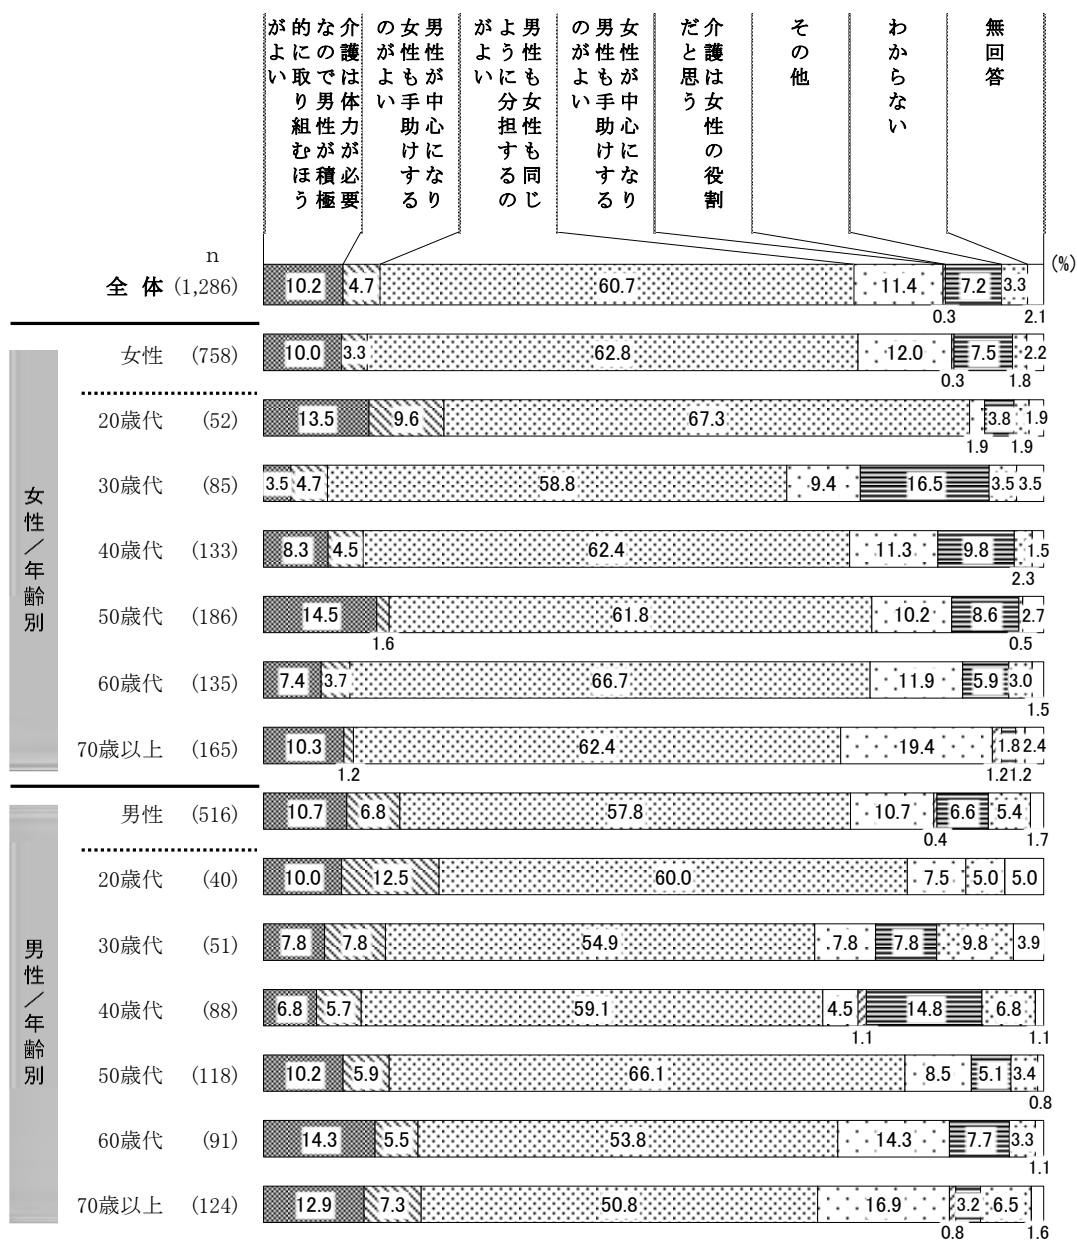 介護は体力が必要
なので男性が積極
的に取り組むほう
がよい
男性が中心になり
女性も手助けする
のがよい
男性も女性も同じ
ように分担するの
がよい
女性が中心になり
男性も手助けする
のがよい
介護は女性の役割
だと思う
その他
わからない
無回答
n
(%)
全 体 (1,286) 10.2 4.7 60.7 11.4 7.2 3.3
0.3 2.1
女性 (758) 10.0 3.3 62.8 12.0 7.5 2.2
0.3 1.8
20歳代 (52) 13.5 9.6 67.3 3.8 1.9
1.9 1.9
30歳代 (85) 3.5 4.7 58.8 9.4 16.5 3.5 3.5
40歳代 (133) 8.3 4.5 62.4 11.3 9.8 1.5
2.3
50歳代 (186) 14.5 61.8 10.2 8.6 2.7
1.6 0.5
60歳代 (135) 7.4 3.7 66.7 11.9 5.9 3.0
1.5
70歳以上 (165) 10.3 62.4 19.4 1.8 2.4
1.2 1.2 1.2
男性 (516) 10.7 6.8 57.8 10.7 6.6 5.4
0.4 1.7
20歳代 (40) 10.0 12.5 60.0 7.5 5.0 5.0
30歳代 (51) 7.8 7.8 54.9 7.8 7.8 9.8 3.9
40歳代 (88) 6.8 5.7 59.1 4.5 14.8 6.8
1.1 1.1
50歳代 (118) 10.2 5.9 66.1 8.5 5.1 3.4
0.8
60歳代 (91) 14.3 5.5 53.8 14.3 7.7 3.3
1.1
70歳以上 (124) 12.9 7.3 50.8 16.9 3.2 6.5
0.8 1.6
女性／年齢別
男性／年齢別